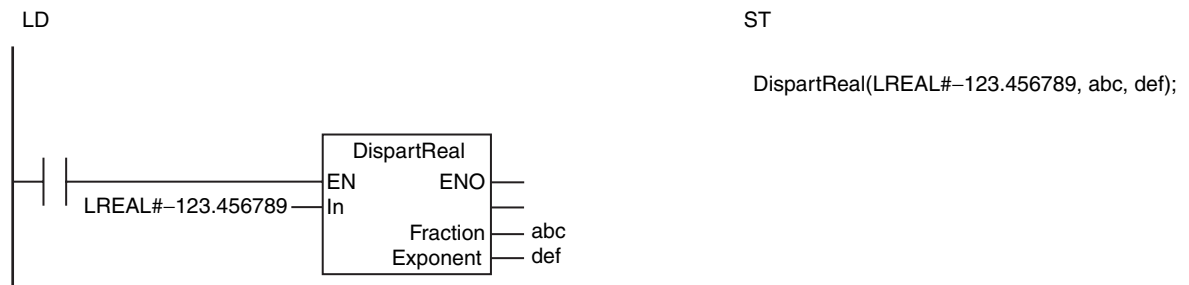 LD
ST
DispartReal(LREAL#−123.456789, abc, def);
DispartReal
EN ENO
LREAL#−123.456789 In
Fraction abc
Exponent def